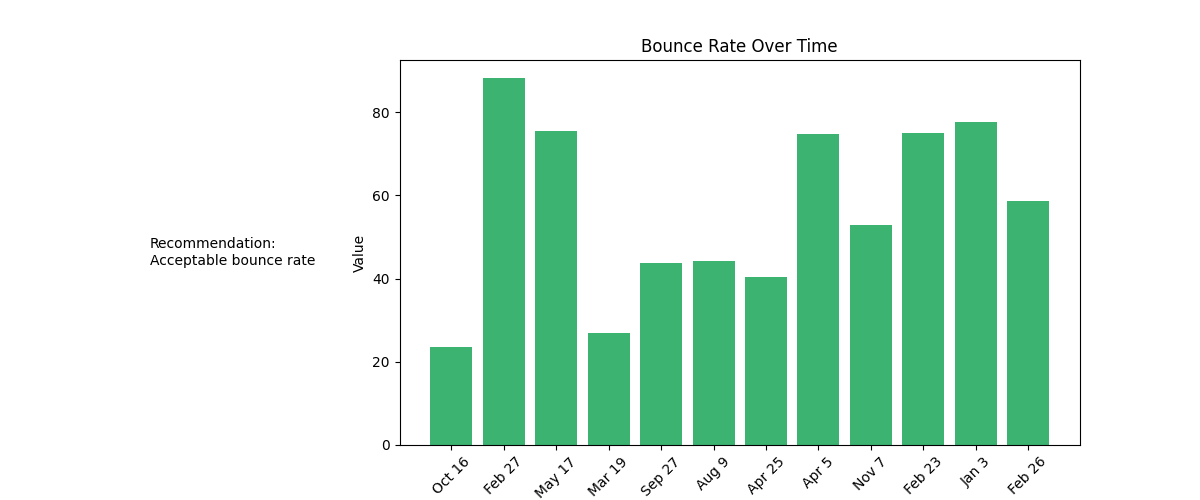 Bounce Rate Over Time
Recommendation:
Acceptable bounce rate
Value
80
60
40
20
0
Oct 16
Feb 27
May 17
Mar 19
Sep 27
Aug 9
Apr 25
Apr 5
Nov 7
Feb 23
Jan 3
Feb 26